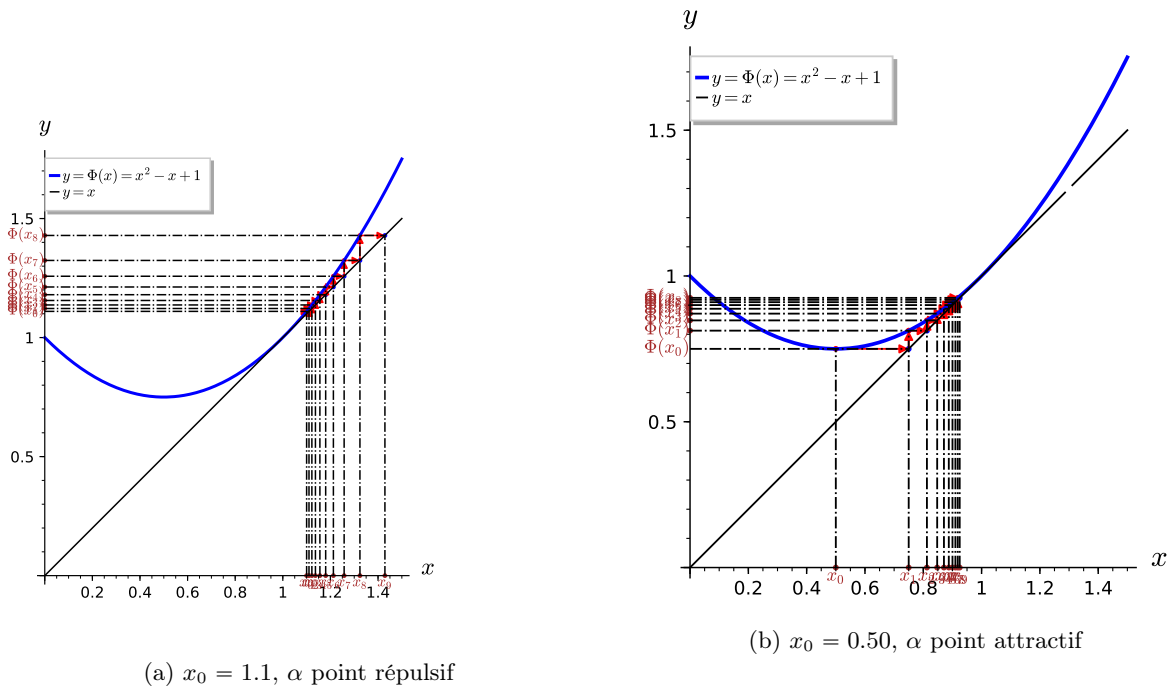 y
y = Φ(x) = x² − x + 1
y = x
1.5
Φ(x₈)
Φ(x₇)
Φ(x₆)
Φ(x₅)
1
0.5
0.2 0.4 0.6 0.8 1 1.2 1.4
x₇ x₈ x₉
x
(a) x₀ = 1.1, α point répulsif
y
y = Φ(x) = x² − x + 1
y = x
1.5
1
Φ(x₁)
Φ(x₀)
0.5
x₀ x₁
0.2 0.4 0.6 0.8 1 1.2 1.4
x
(b) x₀ = 0.50, α point attractif